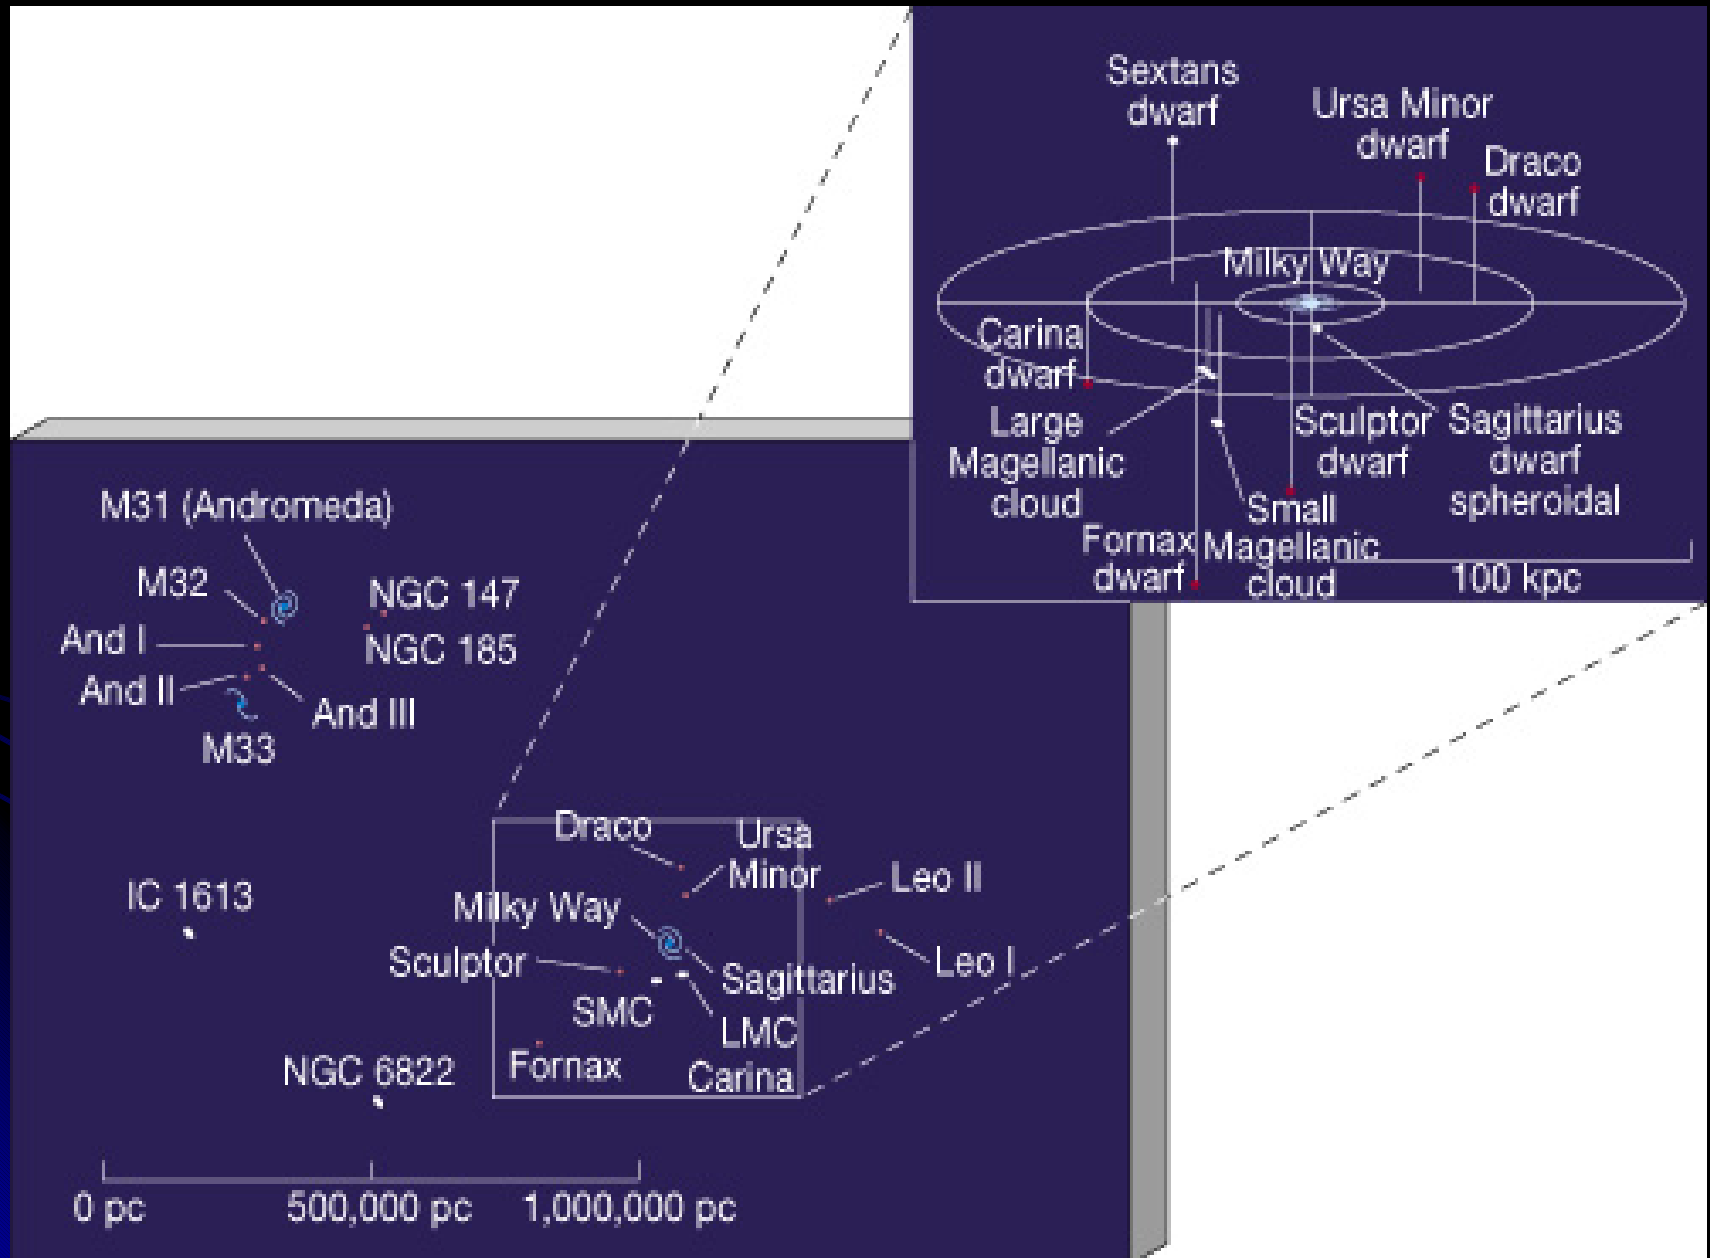 Sextans
dwarf
Ursa Minor
dwarf
Draco
dwarf
Milky Way
Carina
dwarf
Large
Magellanic
cloud
Sculptor
dwarf
Sagittarius
dwarf
spheroidal
Small
Magellanic
cloud
Fornax
dwarf
100 kpc
M31 (Andromeda)
M32
NGC 147
And I
NGC 185
And II
And III
M33
Draco
Ursa
Minor
Leo II
IC 1613
Milky Way
Sculptor
Sagittarius
Leo I
SMC
LMC
NGC 6822
Fornax
Carina
0 pc
500,000 pc
1,000,000 pc